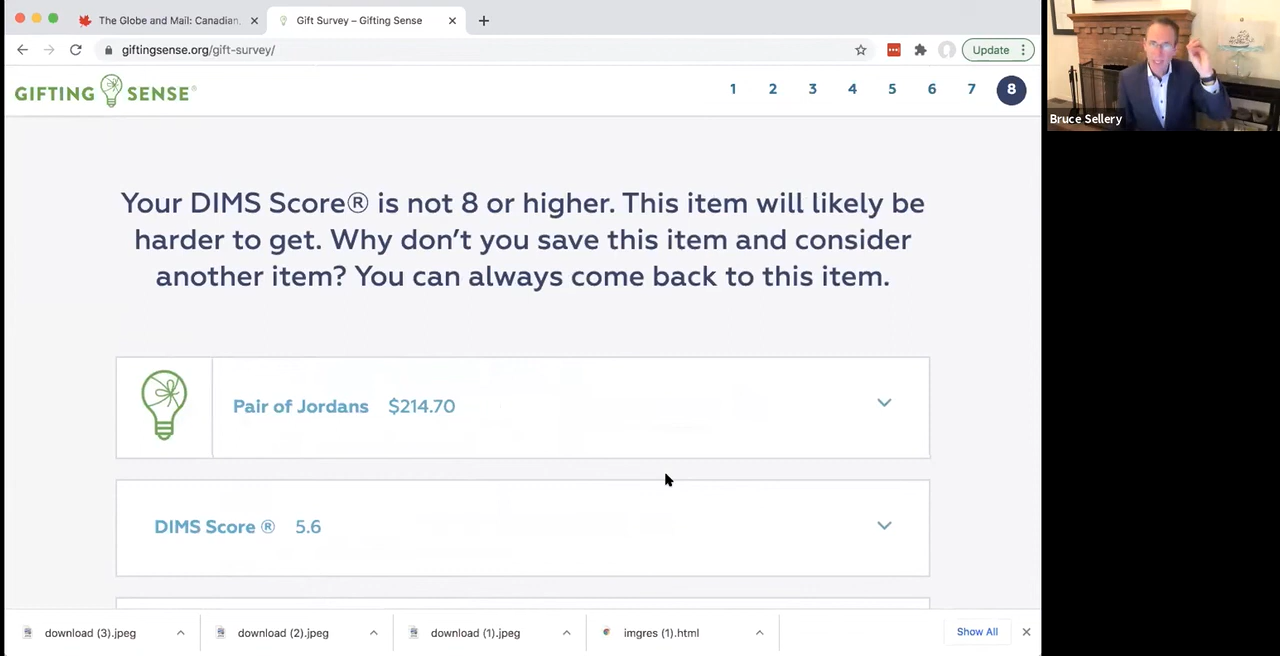 The Globe and Mail: Canadian,
Gift Survey – Gifting Sense
giftingsense.org/gift-survey/
Update
GIFTING SENSE®
1 2 3 4 5 6 7 8
Bruce Sellery
Your DIMS Score® is not 8 or higher. This item will likely be
harder to get. Why don't you save this item and consider
another item? You can always come back to this item.
Pair of Jordans $214.70
DIMS Score ® 5.6
download (3).jpeg
download (2).jpeg
download (1).jpeg
imgres (1).html
Show All